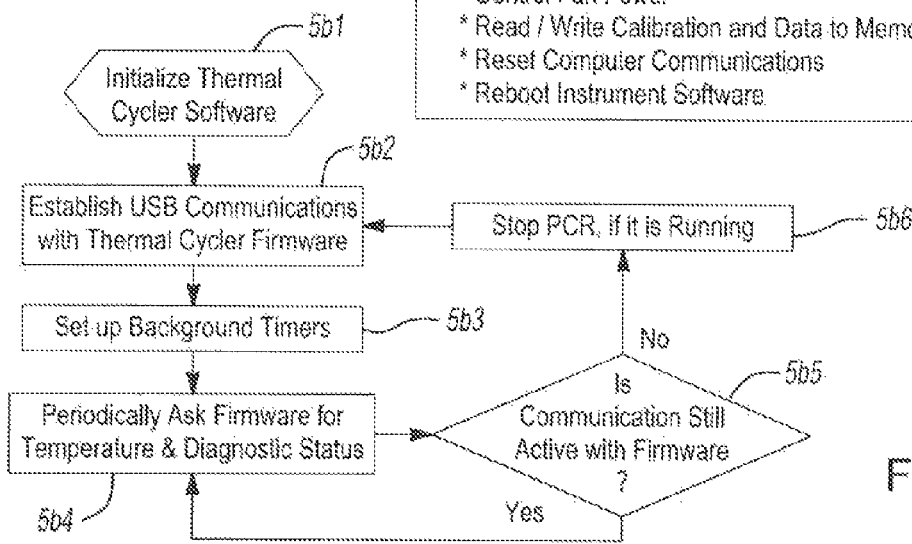 * Read / Write Calibration and Data to Memo
* Reset Computer Communications
* Reboot Instrument Software
5b1
Initialize Thermal
Cycler Software
5b2
Establish USB Communications
with Thermal Cycler Firmware
Stop PCR, if it is Running
5b6
Set up Background Timers
5b3
No
5b5
Periodically Ask Firmware for
Temperature & Diagnostic Status
Is
Communication Still
Active with Firmware
?
5b4
Yes
F